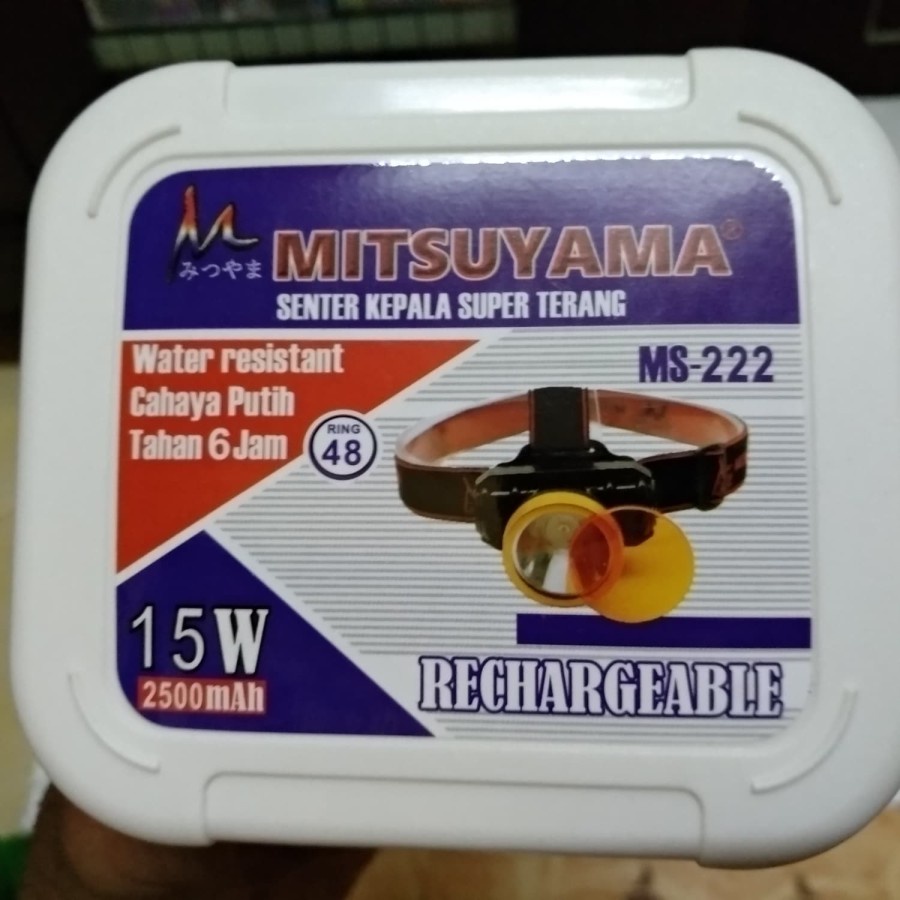 みつやま
MITSUYAMA®
SENTER KEPALA SUPER TERANG
Water resistant
Cahaya Putih
Tahan 6 Jam
RING
48
MS-222
15W
2500mAh
RECHARGEABLE